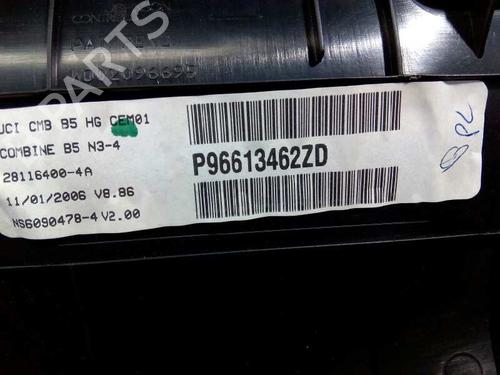 UCI CMB B5 HG CEM01
COMBINE B5 N3-4
28116400-4A
11/01/2006 V8.86
NS6090478-4 V2.00
P96613462ZD
PARTS